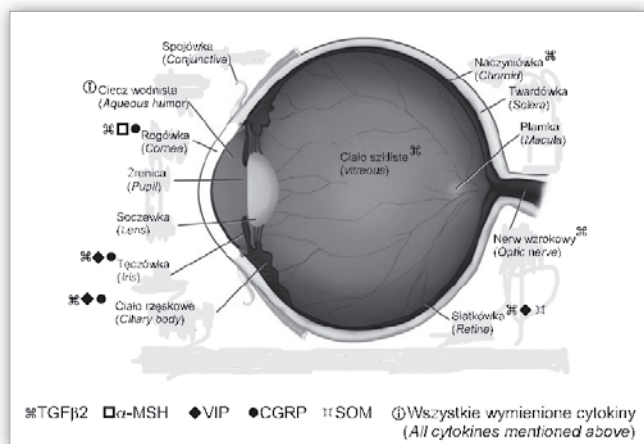 Spojówka
(Conjunctiva)
ⓘ Ciecz wodnista
(Aqueous humor)
⌘◻● Rogówka
(Cornea)
Źrenica
(Pupil)
Soczewka
(Lens)
⌘◆● Tęczówka
(Iris)
⌘◆● Ciało rzęskowe
(Ciliary body)
Ciało szkliste ⌘
(vitreous)
Naczyniówka ⌘
(Choroid)
Twardówka
(Sclera)
Plamka
(Macula)
Nerw wzrokowy ⌘
(Optic nerve)
Siatkówka ⌘◆¤
(Retina)
⌘TGFβ2 ◻α-MSH ◆VIP ●CGRP ¤SOM ⓘWszystkie wymienione cytokiny
(All cytokines mentioned above)